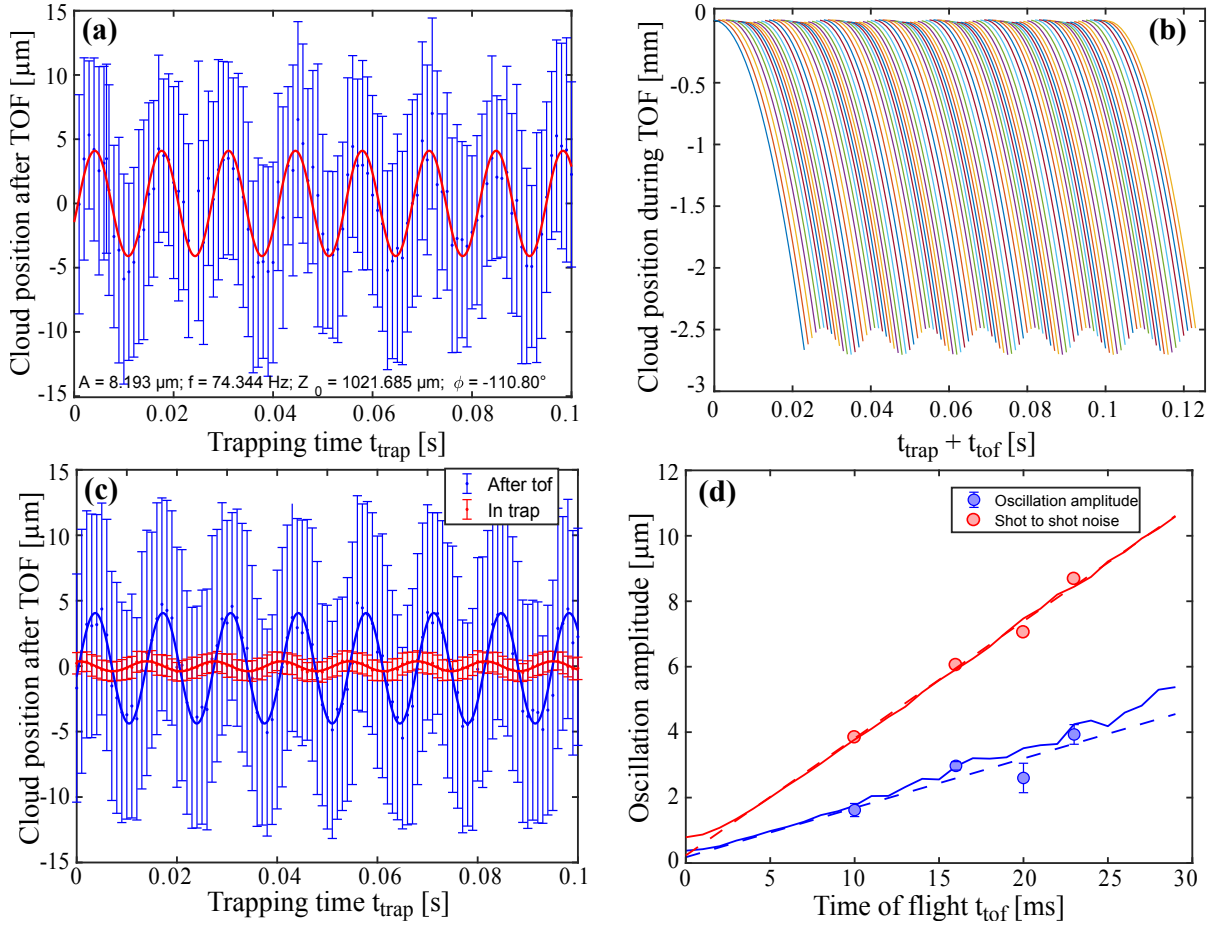 (a)
Cloud position after TOF [µm]
15
10
5
0
-5
-10
-15
A = 8.193 µm; f = 74.344 Hz; Z 0 = 1021.685 µm; ϕ = -110.80°
0 0.02 0.04 0.06 0.08 0.1
Trapping time t_trap [s]
(b)
Cloud position during TOF [mm]
0
-0.5
-1
-1.5
-2
-2.5
-3
0 0.02 0.04 0.06 0.08 0.1 0.12
t_trap + t_tof [s]
(c)
Cloud position after TOF [µm]
After tof
In trap
15
10
5
0
-5
-10
-15
0 0.02 0.04 0.06 0.08 0.1
Trapping time t_trap [s]
(d)
Oscillation amplitude [µm]
Oscillation amplitude
Shot to shot noise
12
10
8
6
4
2
0
0 5 10 15 20 25 30
Time of flight t_tof [ms]